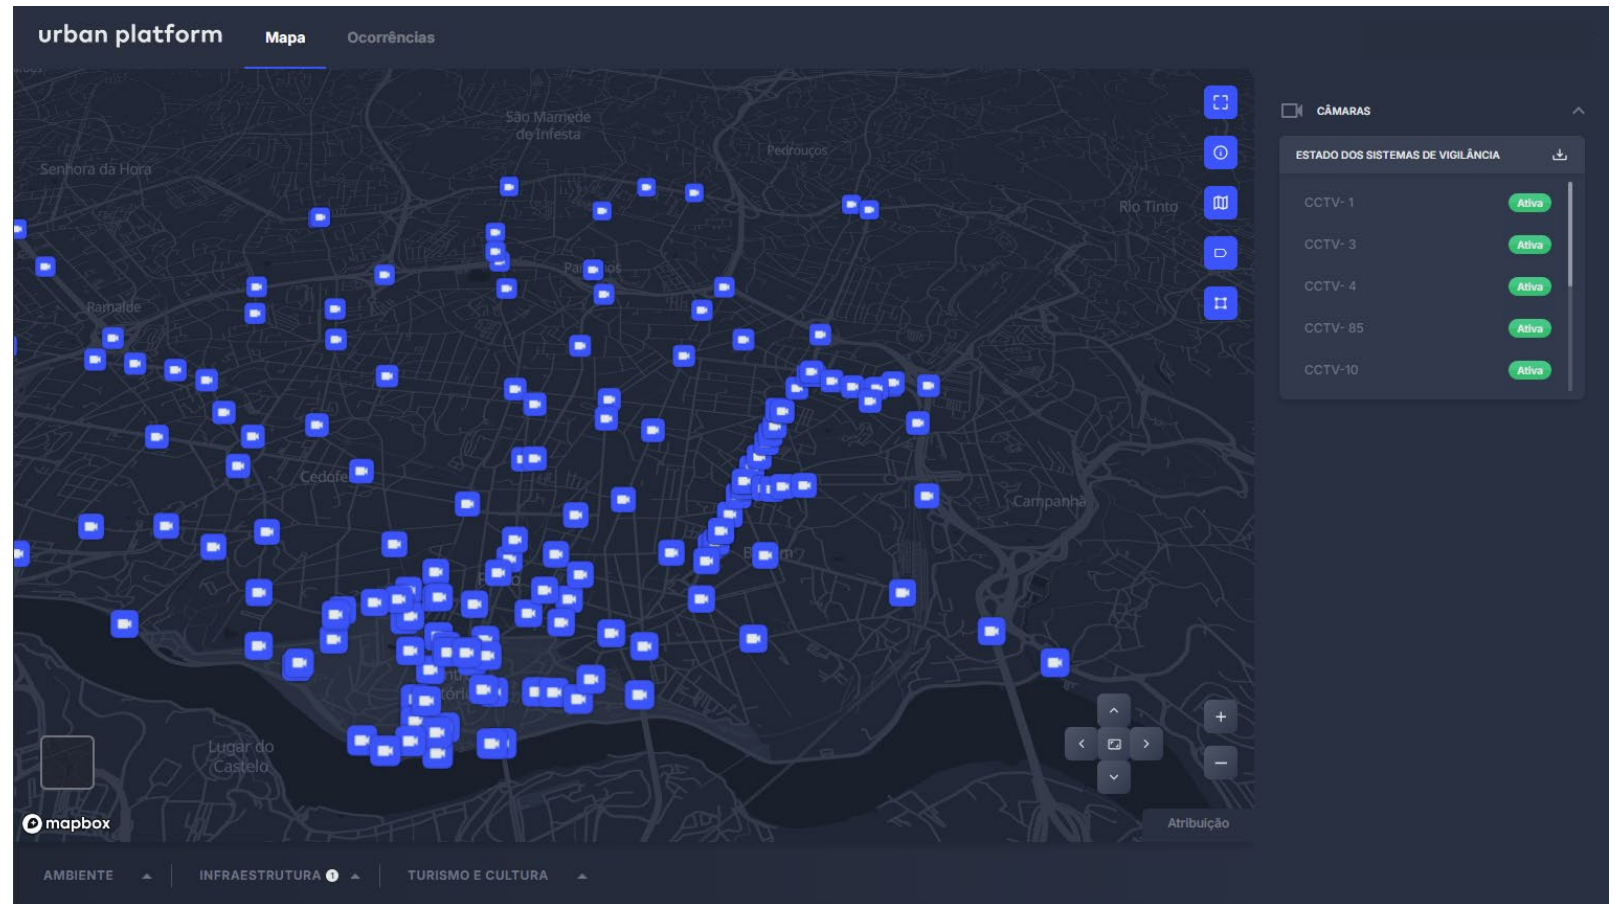 urban platform
Mapa
Ocorrências
São Mamede
de Infesta
Pedrouços
Senhora da Hora
Rio Tinto
Ramalde
Campanhã
Lugar do
Castelo
mapbox
Atribuição
CÂMARAS
ESTADO DOS SISTEMAS DE VIGILÂNCIA
CCTV- 1
Ativa
CCTV- 3
Ativa
CCTV- 4
Ativa
CCTV- 85
Ativa
CCTV-10
Ativa
AMBIENTE
INFRAESTRUTURA 1
TURISMO E CULTURA